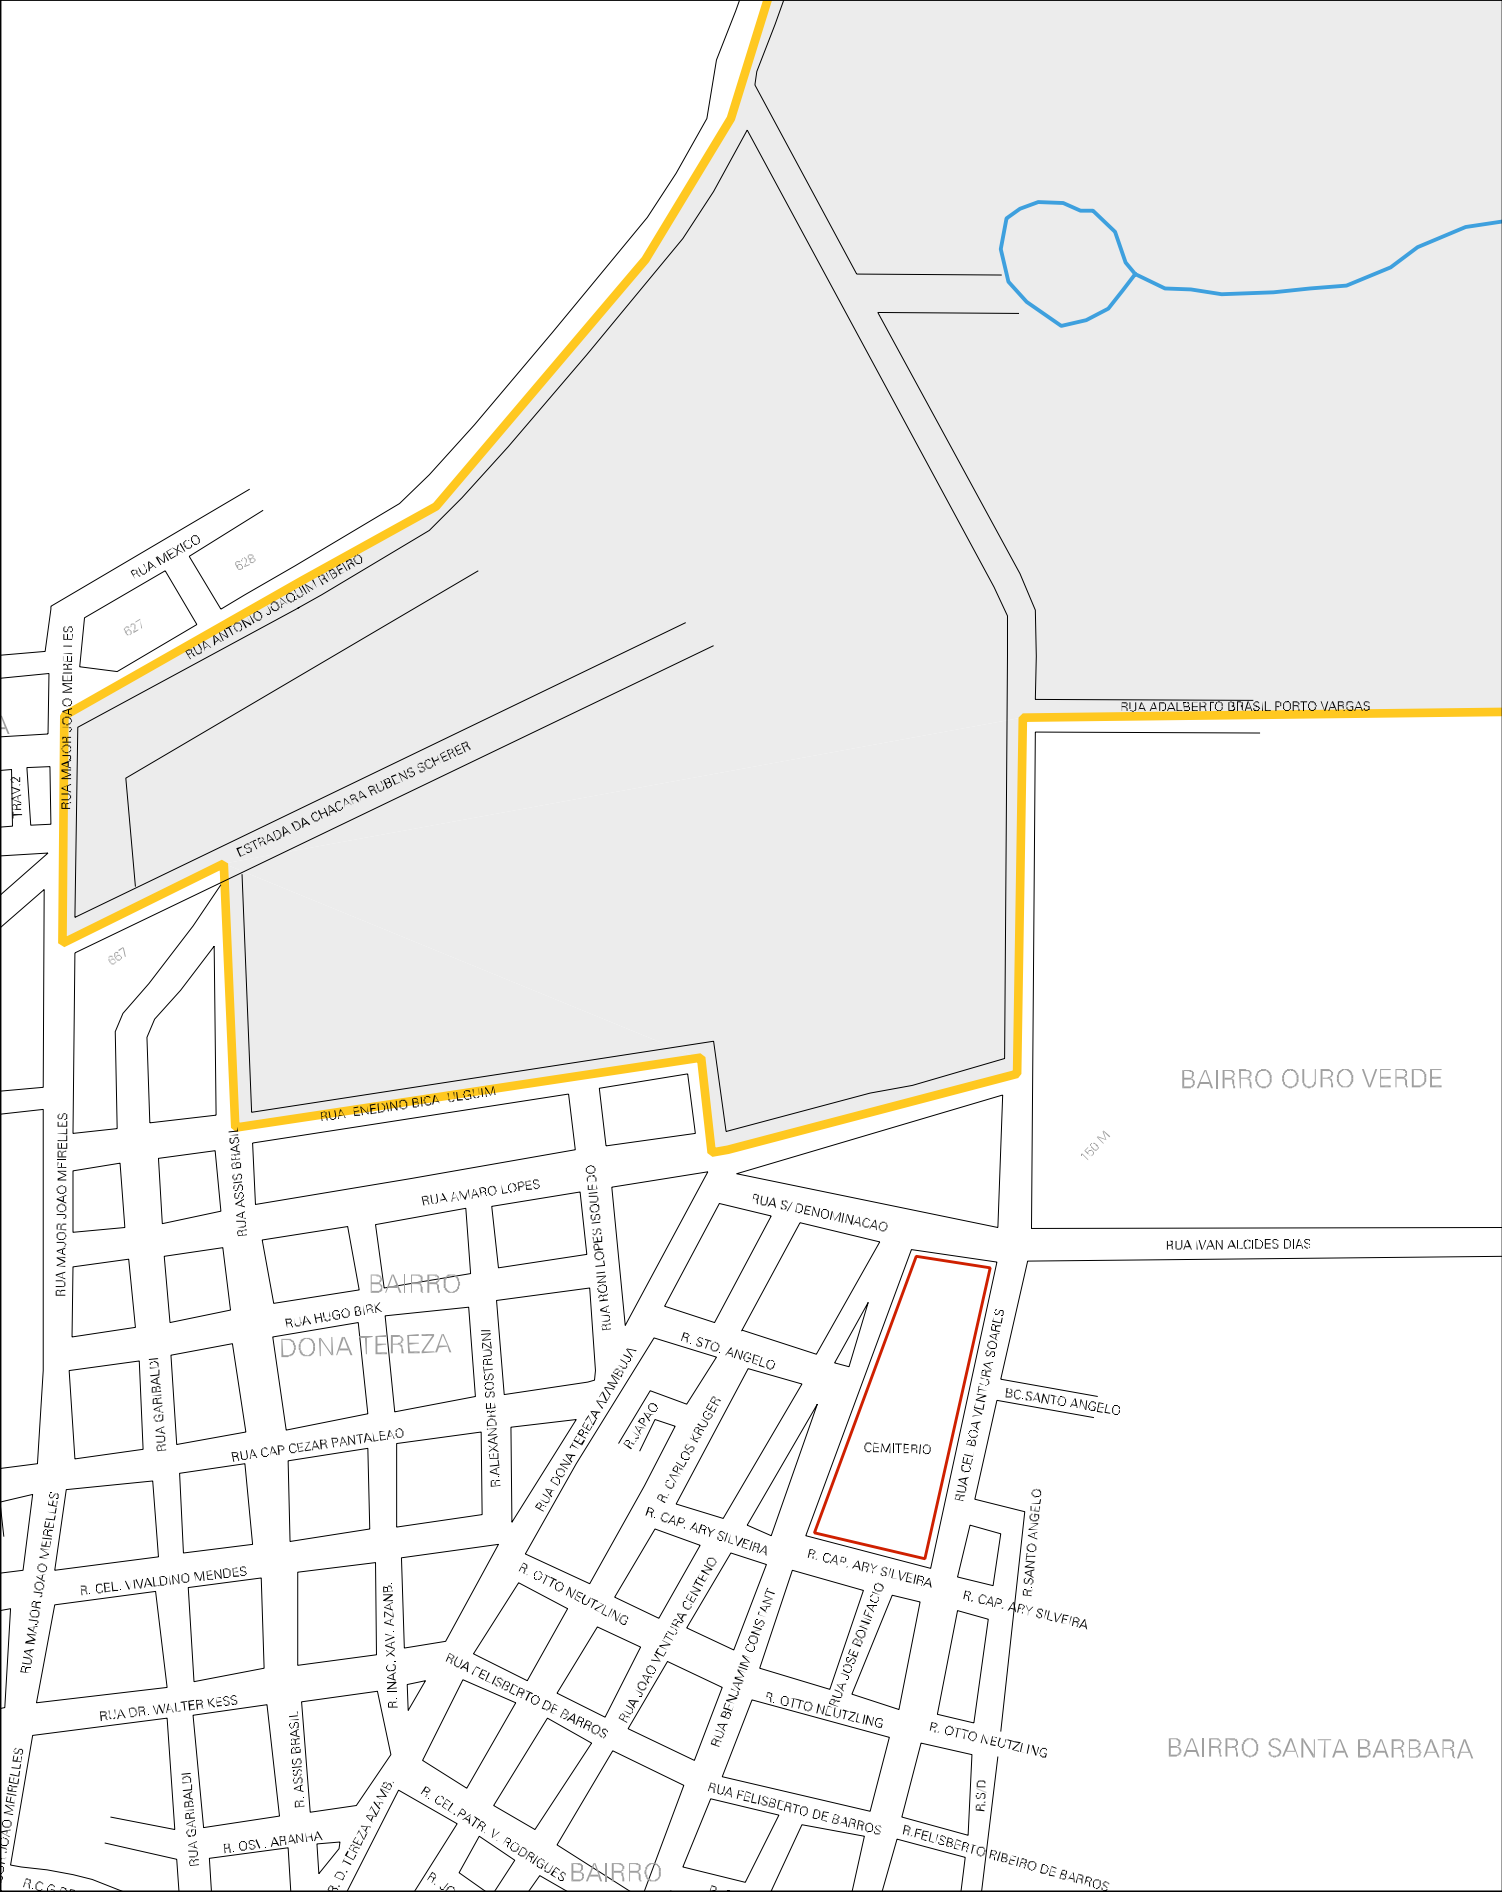 RUA MEXICO
628
627
RUA ANTONIO JOAQUIM RIBEIRO
RUA MAJOR JOAO MEIRELLES
RUA ADALBERTO BRASIL PORTO VARGAS
TRAV.2
ESTRADA DA CHACARA RUBENS SCHERER
667
BAIRRO OURO VERDE
150 M
RUA ENEDINO BICA ULGUIM
RUA MAJOR JOAO MEIRELLES
RUA ASSIS BRASIL
RUA AMARO LOPES
RUA RONI LOPES ISQUIEDO
RUA S/ DENOMINACAO
RUA IVAN ALCIDES DIAS
BAIRRO
DONA TEREZA
RUA HUGO BIRK
R. STO. ANGELO
RUA GARIBALDI
R.ALEXANDRE SOSTRUZNI
RUA DONA TEREZA AZAMBUJA
R.JAPAO
R. CARLOS KRUGER
RUA CEL BOA VENTURA SOARES
BC.SANTO ANGELO
RUA CAP CEZAR PANTALEAO
CEMITERIO
R. CAP. ARY SILVEIRA
R. CAP. ARY SILVEIRA
R.SANTO ANGELO
R. CAP. ARY SILVEIRA
RUA MAJOR JOAO MEIRELLES
R. CEL. VIVALDINO MENDES
R. INAC. XAV. AZANB.
R. OTTO NEUTZLING
RUA JOAO VENTURA CENTENO
RUA BENJAMIM CONSTANT
RUA JOSE BONIFACIO
RUA FELISBERTO DE BARROS
R. OTTO NEUTZLING
R. OTTO NEUTZLING
RUA DR. WALTER KESS
R. ASSIS BRASIL
RUA GARIBALDI
BAIRRO SANTA BARBARA
R.S/D
R. CEL.PATR. V. RODRIGUES
RUA FELISBERTO DE BARROS
R.FELISBERTO RIBEIRO DE BARROS
R. OSV. ARANHA
R. D. TEREZA AZAMB.
JOAO MEIRELLES
BAIRRO